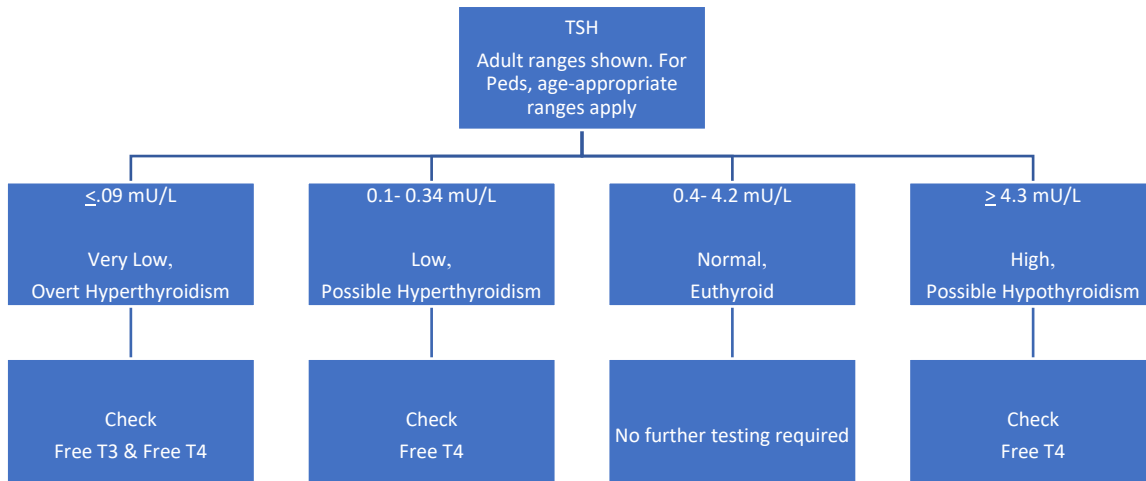 TSH
Adult ranges shown. For
Peds, age-appropriate
ranges apply
≤.09 mU/L
Very Low,
Overt Hyperthyroidism
0.1- 0.34 mU/L
Low,
Possible Hyperthyroidism
0.4- 4.2 mU/L
Normal,
Euthyroid
≥ 4.3 mU/L
High,
Possible Hypothyroidism
Check
Free T3 & Free T4
Check
Free T4
No further testing required
Check
Free T4